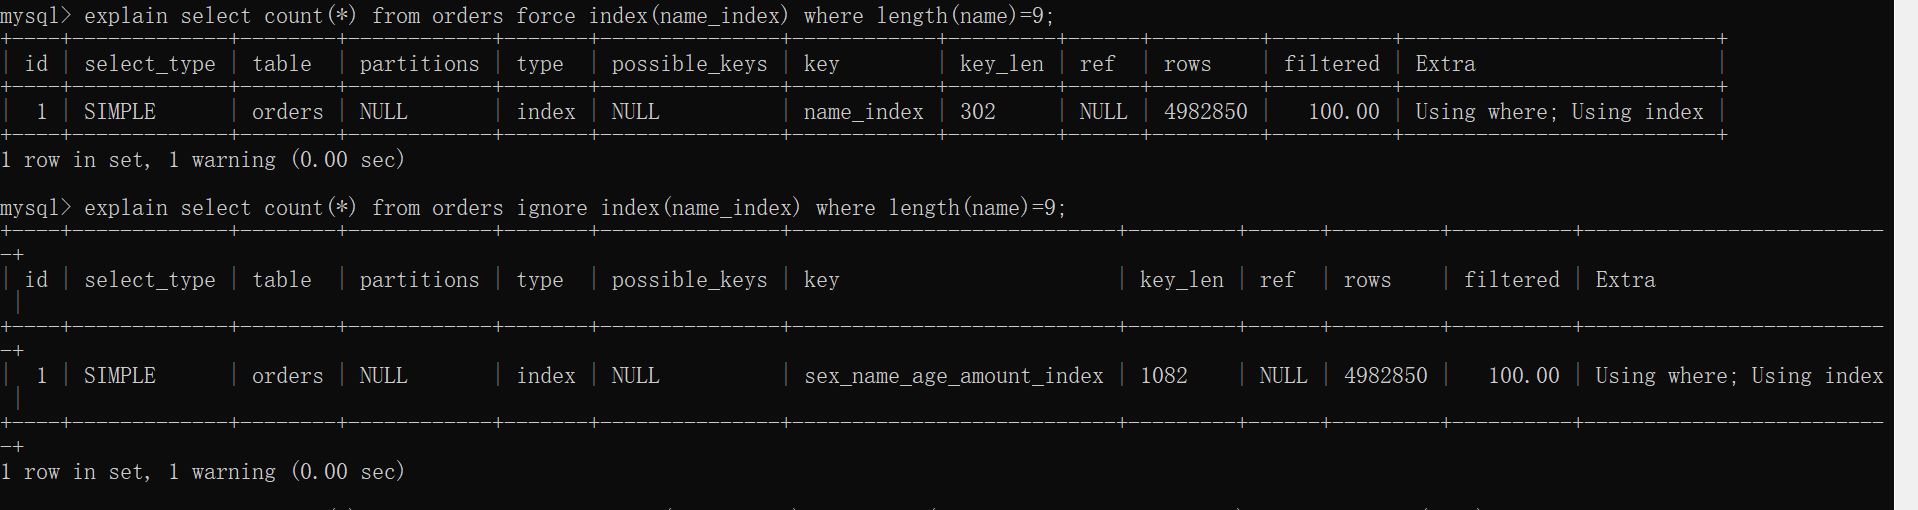 mysql> explain select count(*) from orders force index(name_index) where length(name)=9;
+----+-------------+--------+------------+-------+---------------+------------+---------+------+---------+----------+--------------------------+
| id | select_type | table  | partitions | type  | possible_keys | key        | key_len | ref  | rows    | filtered | Extra                    |
+----+-------------+--------+------------+-------+---------------+------------+---------+------+---------+----------+--------------------------+
|  1 | SIMPLE      | orders | NULL       | index | NULL          | name_index | 302     | NULL | 4982850 |   100.00 | Using where; Using index |
+----+-------------+--------+------------+-------+---------------+------------+---------+------+---------+----------+--------------------------+
1 row in set, 1 warning (0.00 sec)
mysql> explain select count(*) from orders ignore index(name_index) where length(name)=9;
+----+-------------+--------+------------+-------+---------------+---------------------------+---------+------+---------+----------+-------------------------
-+
| id | select_type | table  | partitions | type  | possible_keys | key                       | key_len | ref  | rows    | filtered | Extra
 |
+----+-------------+--------+------------+-------+---------------+---------------------------+---------+------+---------+----------+-------------------------
-+
|  1 | SIMPLE      | orders | NULL       | index | NULL          | sex_name_age_amount_index | 1082    | NULL | 4982850 |   100.00 | Using where; Using index
 |
+----+-------------+--------+------------+-------+---------------+---------------------------+---------+------+---------+----------+-------------------------
-+
1 row in set, 1 warning (0.00 sec)